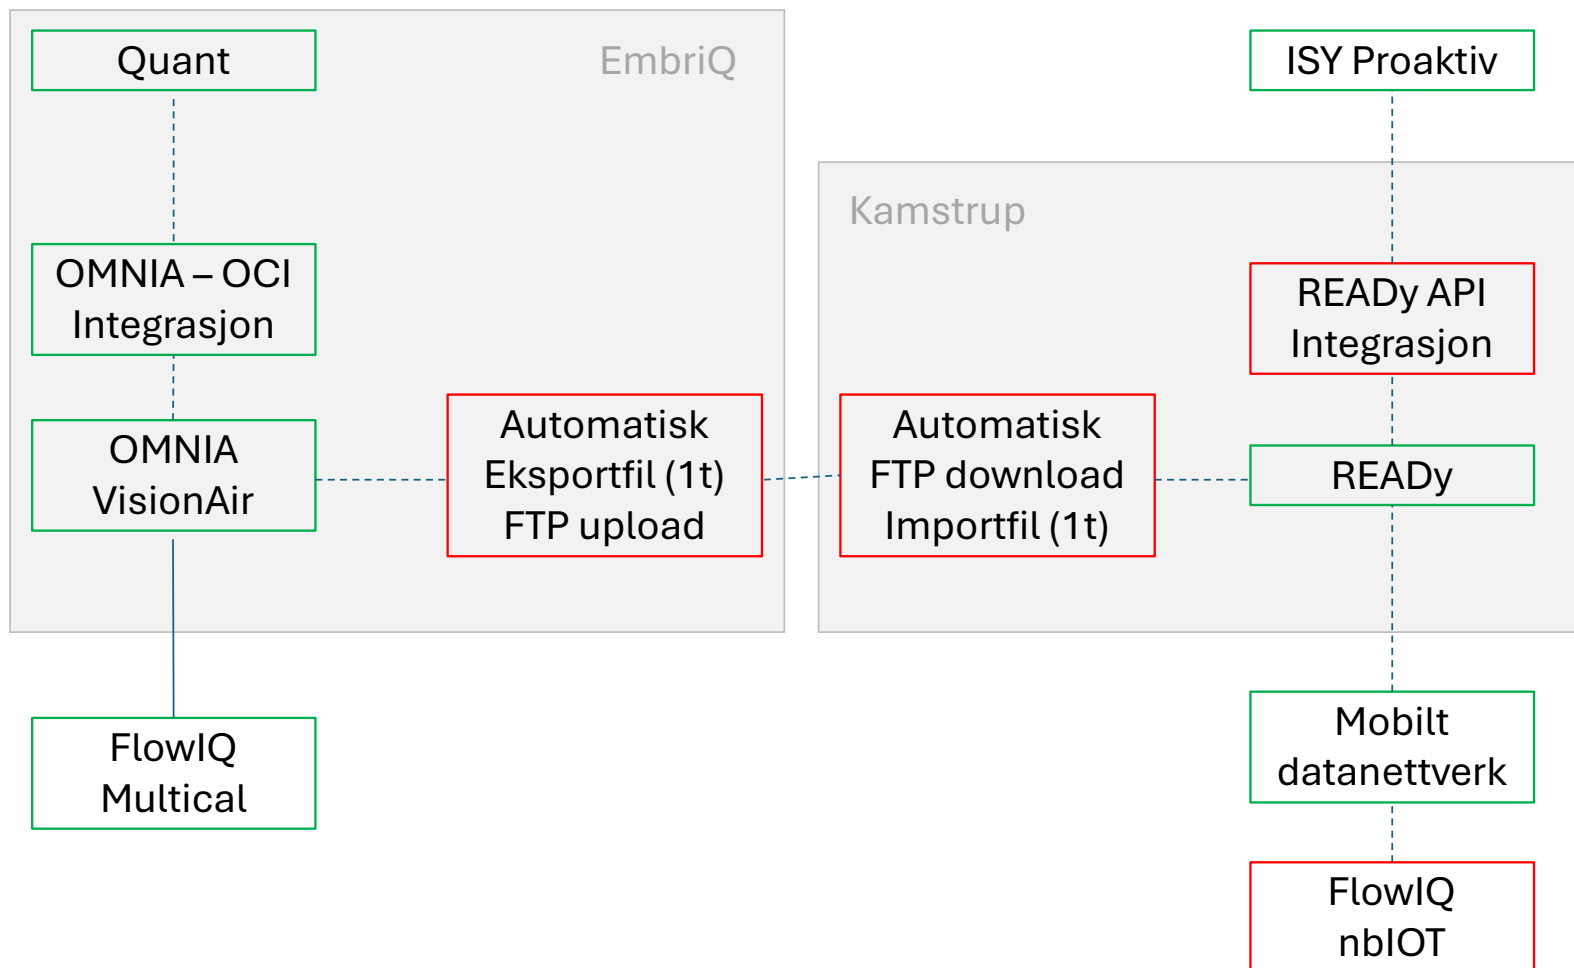 Quant
EmbriQ
ISY Proaktiv
Kamstrup
OMNIA – OCI
Integrasjon
READy API
Integrasjon
OMNIA
VisionAir
Automatisk
Eksportfil (1t)
FTP upload
Automatisk
FTP download
Importfil (1t)
READy
FlowIQ
Multical
Mobilt
datanettverk
FlowIQ
nbIOT